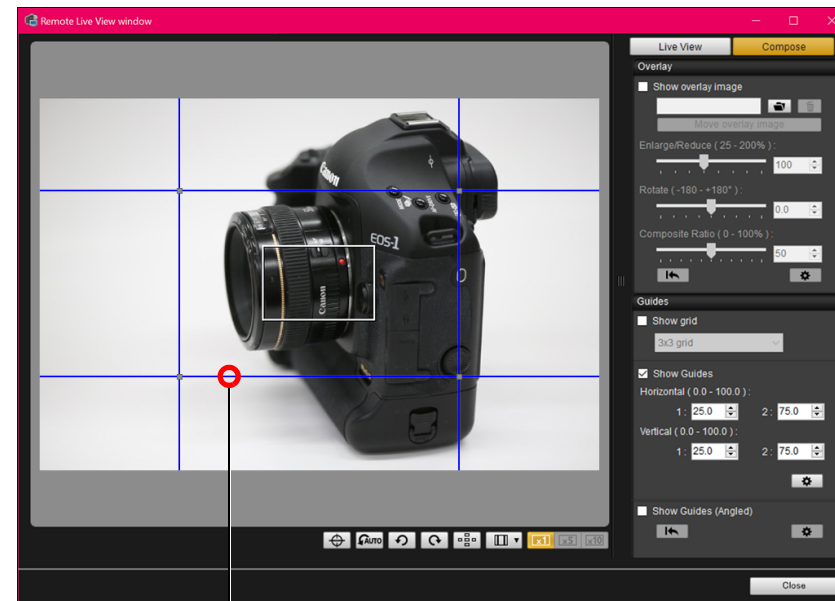 Remote Live View window
Live View Compose
Overlay
Show overlay image
Move overlay image
Enlarge/Reduce ( 25 - 200% ) :
100
Rotate ( -180 - +180° ) :
0.0
Composite Ratio ( 0 - 100% ) :
50
Guides
Show grid
3x3 grid
Show Guides
Horizontal ( 0.0 - 100.0 ) :
1 : 25.0 2 : 75.0
Vertical ( 0.0 - 100.0 ) :
1 : 25.0 2 : 75.0
Show Guides (Angled)
Canon
EOS-1
Canon
AUTO x1 x5 x10
Close